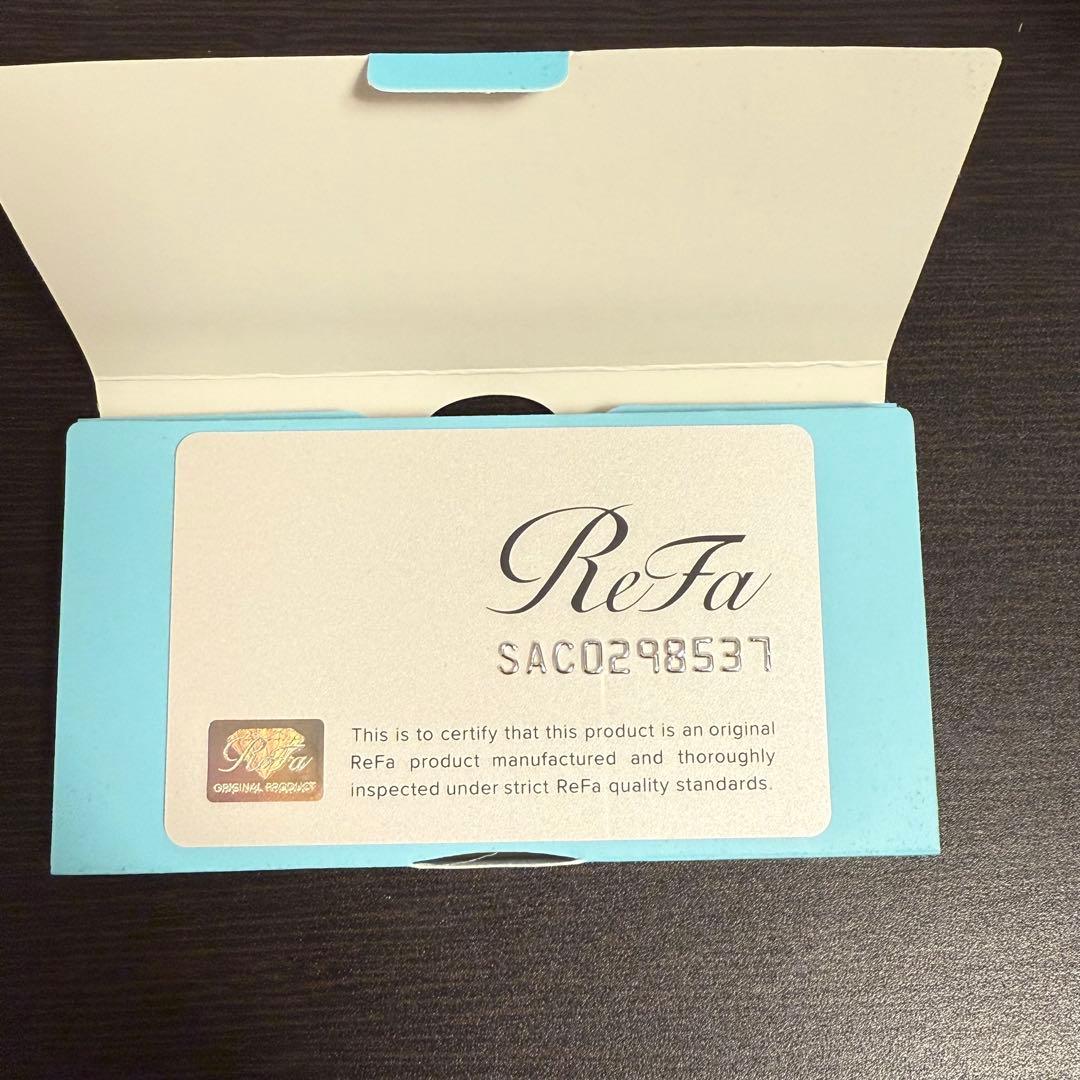 ReFa
SAC0298537
ReFa
ORIGINAL PRODUCT
This is to certify that this product is an original
ReFa product manufactured and thoroughly
inspected under strict ReFa quality standards.